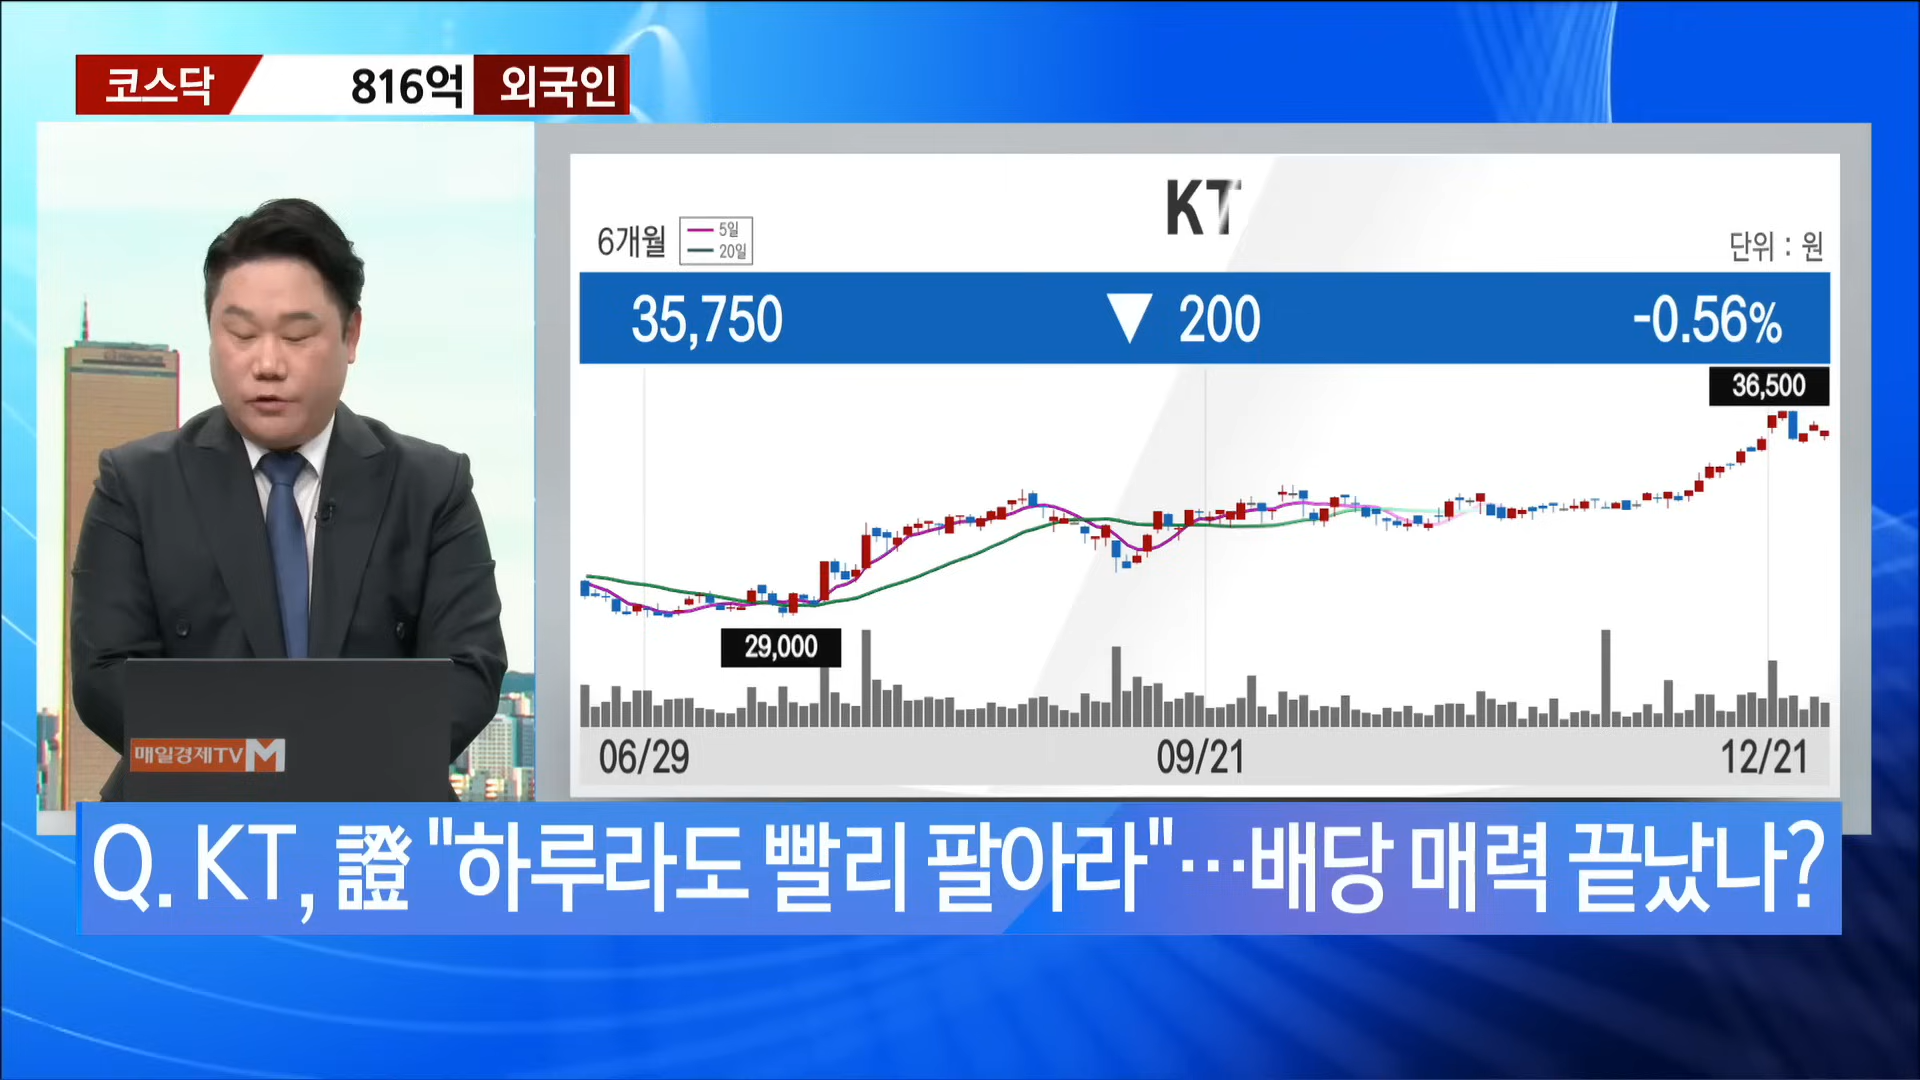 코스닥 816억 외국인
KT
6개월 5일
20일
단위 : 원
35,750 ▼ 200 -0.56%
36,500
29,000
06/29 09/21 12/21
매일경제TV M
Q. KT, 證 "하루라도 빨리 팔아라"…배당 매력 끝났나?